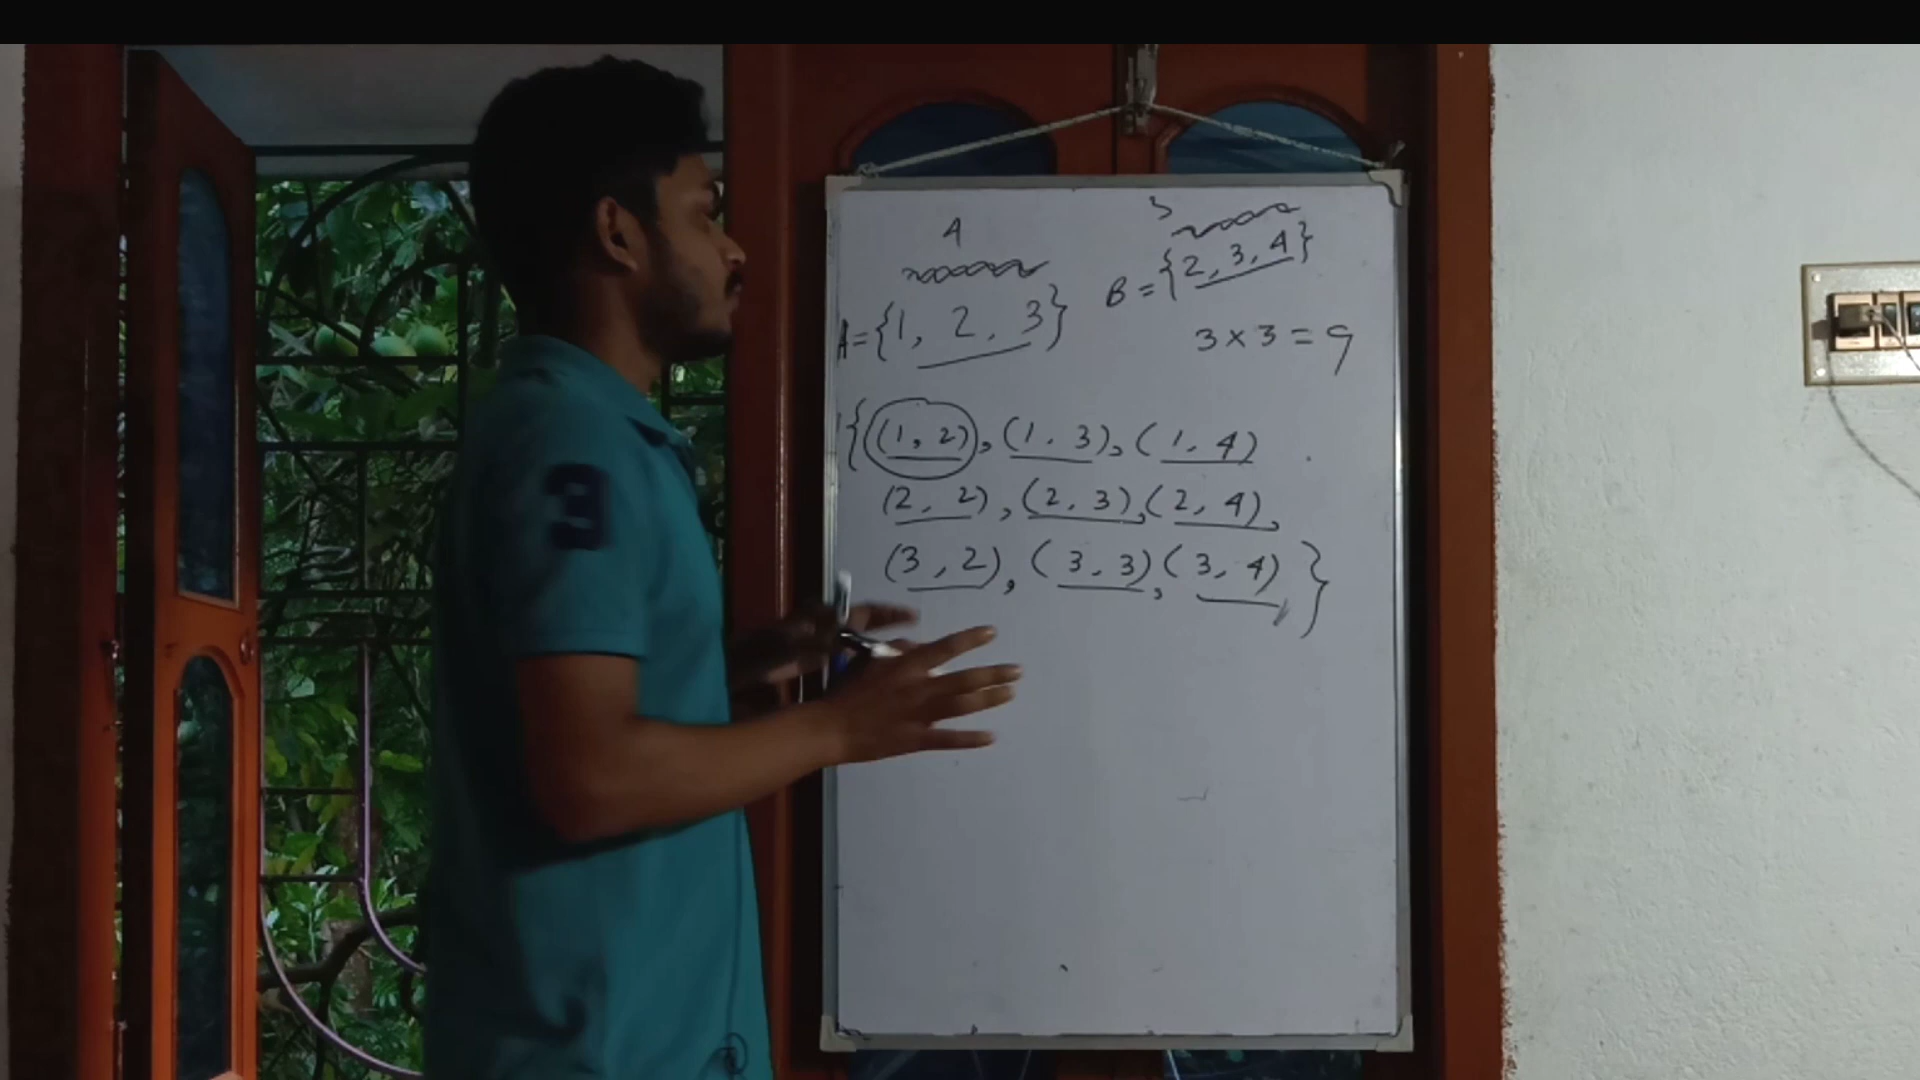 A
A = {1, 2, 3}
B = {2, 3, 4}
3 × 3 = 9
{(1, 2), (1, 3), (1, 4)
(2, 2), (2, 3), (2, 4),
(3, 2), (3, 3), (3, 4)}
3